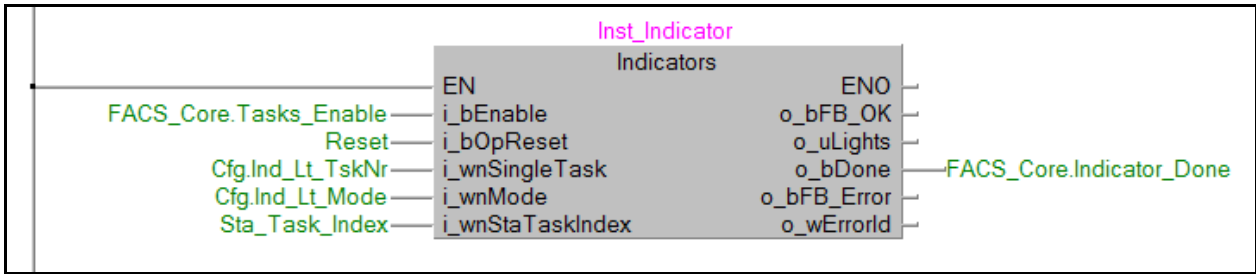 Inst_Indicator
Indicators
EN ENO
FACS_Core.Tasks_Enable i_bEnable o_bFB_OK
Reset i_bOpReset o_uLights
Cfg.Ind_Lt_TskNr i_wnSingleTask o_bDone FACS_Core.Indicator_Done
Cfg.Ind_Lt_Mode i_wnMode o_bFB_Error
Sta_Task_Index i_wnStaTaskIndex o_wErrorId